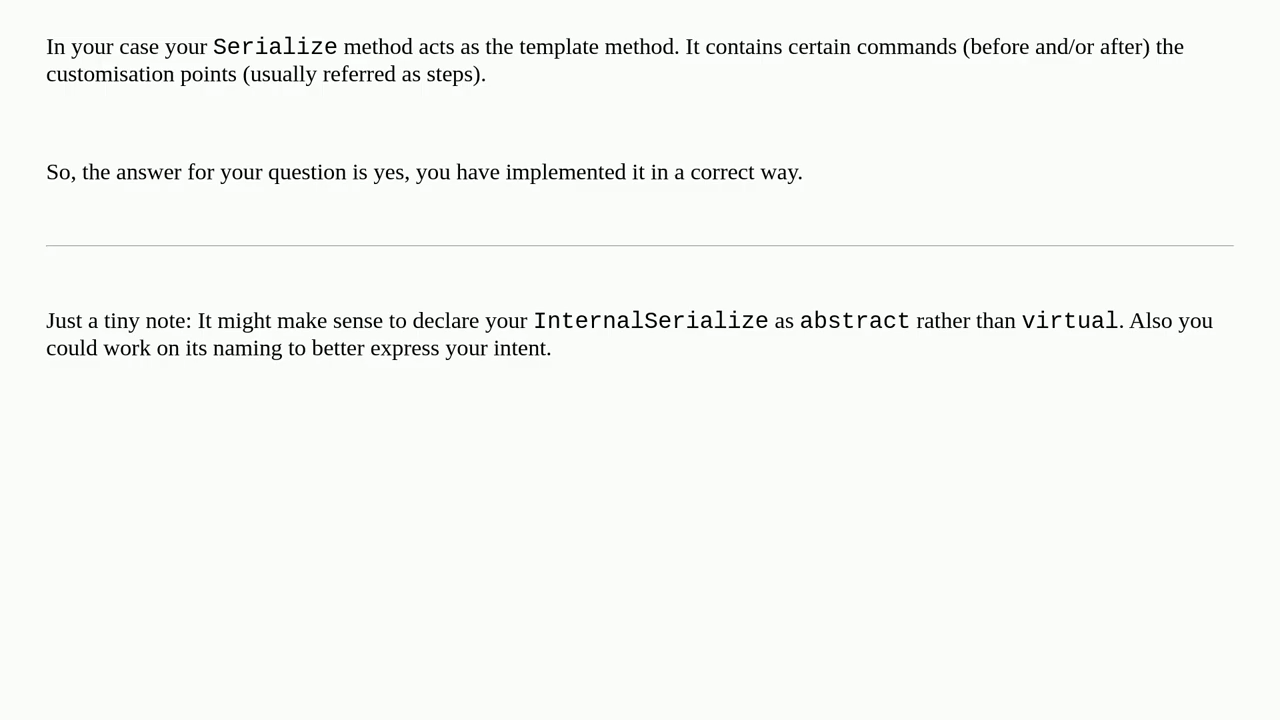 In your case your Serialize method acts as the template method. It contains certain commands (before and/or after) the
customisation points (usually referred as steps).
So, the answer for your question is yes, you have implemented it in a correct way.
Just a tiny note: It might make sense to declare your InternalSerialize as abstract rather than virtual. Also you
could work on its naming to better express your intent.